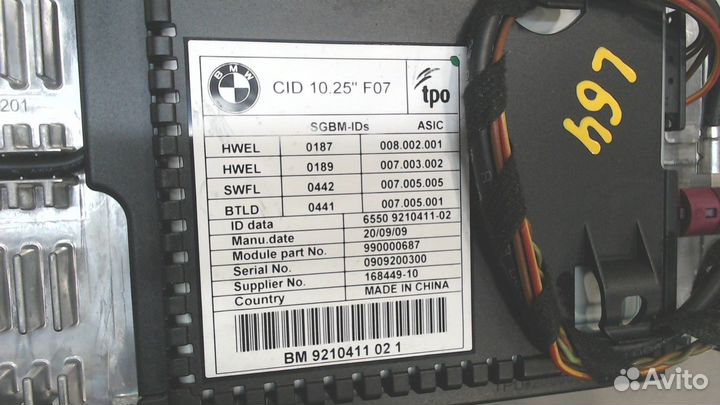 BMW
CID 10.25" F07
tpo
SGBM-IDs ASIC
HWEL 0187 008.002.001
HWEL 0189 007.003.002
SWFL 0442 007.005.005
BTLD 0441 007.005.001
ID data 6550 9210411-02
Manu.date 20/09/09
Module part No. 990000687
Serial No. 0909200300
Supplier No. 168449-10
Country MADE IN CHINA
BM 9210411 02 1
201
497
Avito